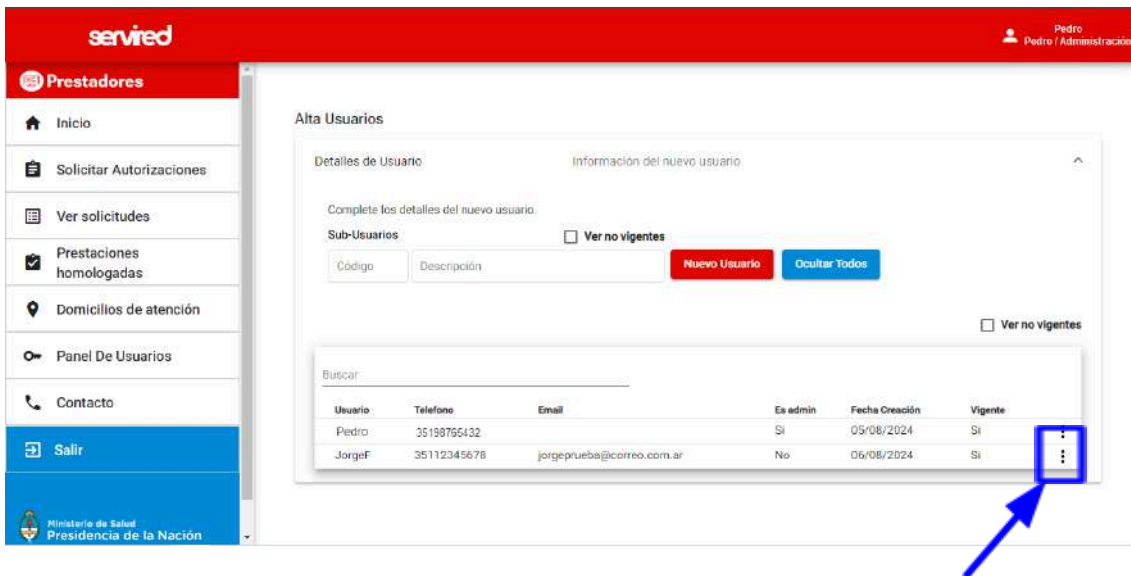 servired
Pedro
Pedro / Administración
Prestadores
Inicio
Solicitar Autorizaciones
Ver solicitudes
Prestaciones
homologadas
Domicilios de atención
Panel De Usuarios
Contacto
Salir
Ministerio de Salud
Presidencia de la Nación
Alta Usuarios
Detalles de Usuario Información del nuevo usuario
Complete los detalles del nuevo usuario.
Sub-Usuarios Ver no vigentes
Código Descripción Nuevo Usuario Ocultar Todos
Ver no vigentes
Buscar
Usuario Telefono Email Es admin Fecha Creación Vigente
Pedro 35198765432 Si 05/08/2024 Si
JorgeF 35112345678 jorgeprueba@correo.com.ar No 06/08/2024 Si